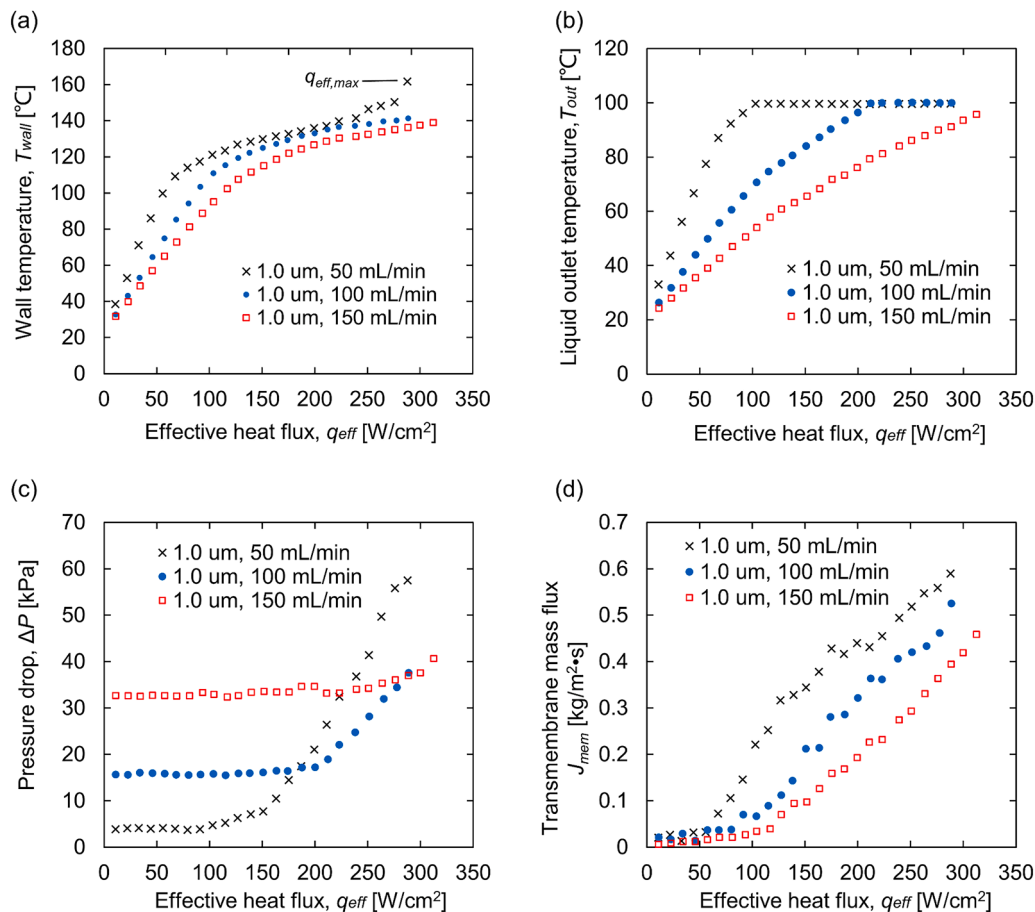 (a)
180
160
140
120
100
80
60
40
20
0
0 50 100 150 200 250 300 350
Wall temperature, Twall [℃]
Effective heat flux, qeff [W/cm²]
qeff,max
1.0 um, 50 mL/min
1.0 um, 100 mL/min
1.0 um, 150 mL/min
(b)
120
100
80
60
40
20
0
0 50 100 150 200 250 300 350
Liquid outlet temperature, Tout [℃]
Effective heat flux, qeff [W/cm²]
1.0 um, 50 mL/min
1.0 um, 100 mL/min
1.0 um, 150 mL/min
(c)
70
60
50
40
30
20
10
0
0 50 100 150 200 250 300 350
Pressure drop, ΔP [kPa]
Effective heat flux, qeff [W/cm²]
1.0 um, 50 mL/min
1.0 um, 100 mL/min
1.0 um, 150 mL/min
(d)
0.7
0.6
0.5
0.4
0.3
0.2
0.1
0
0 50 100 150 200 250 300 350
Transmembrane mass flux
Jmem [kg/m²•s]
Effective heat flux, qeff [W/cm²]
1.0 um, 50 mL/min
1.0 um, 100 mL/min
1.0 um, 150 mL/min